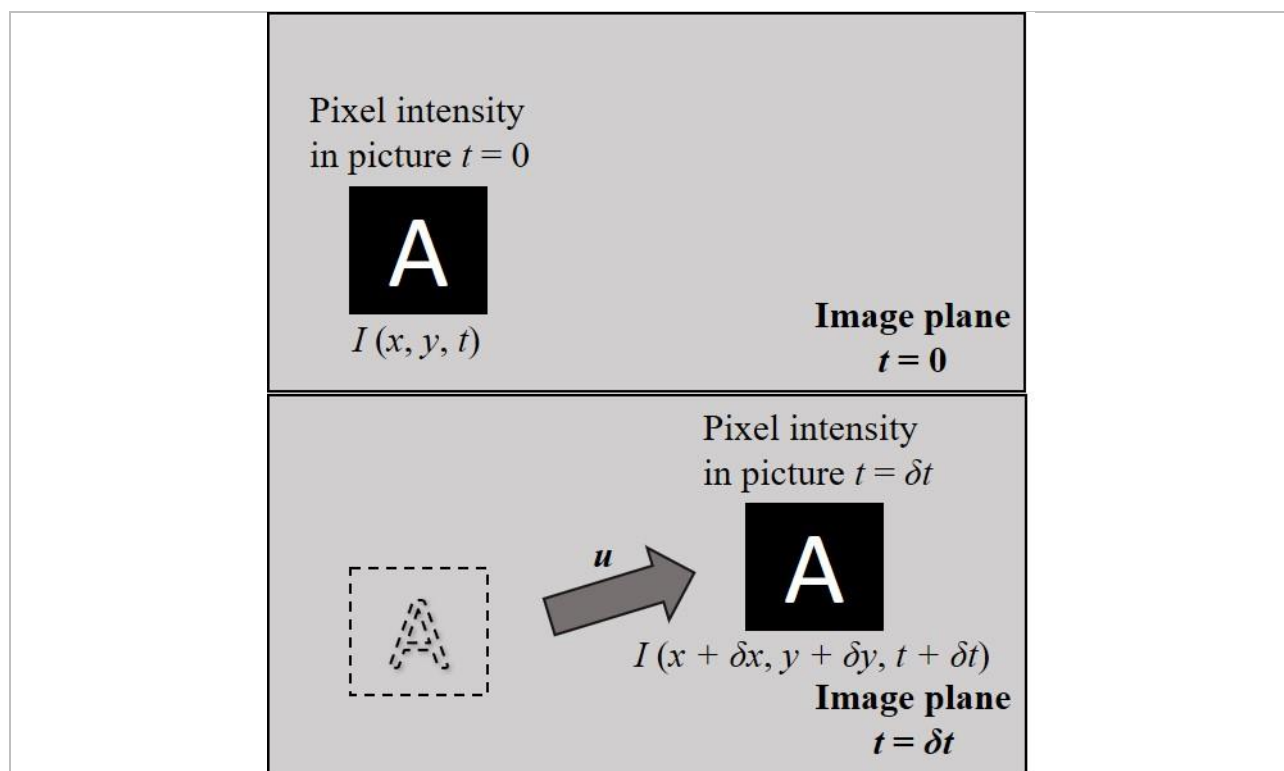 Pixel intensity
in picture t = 0
A
I (x, y, t)
Image plane
t = 0
Pixel intensity
in picture t = δt
u
A
A
I (x + δx, y + δy, t + δt)
Image plane
t = δt